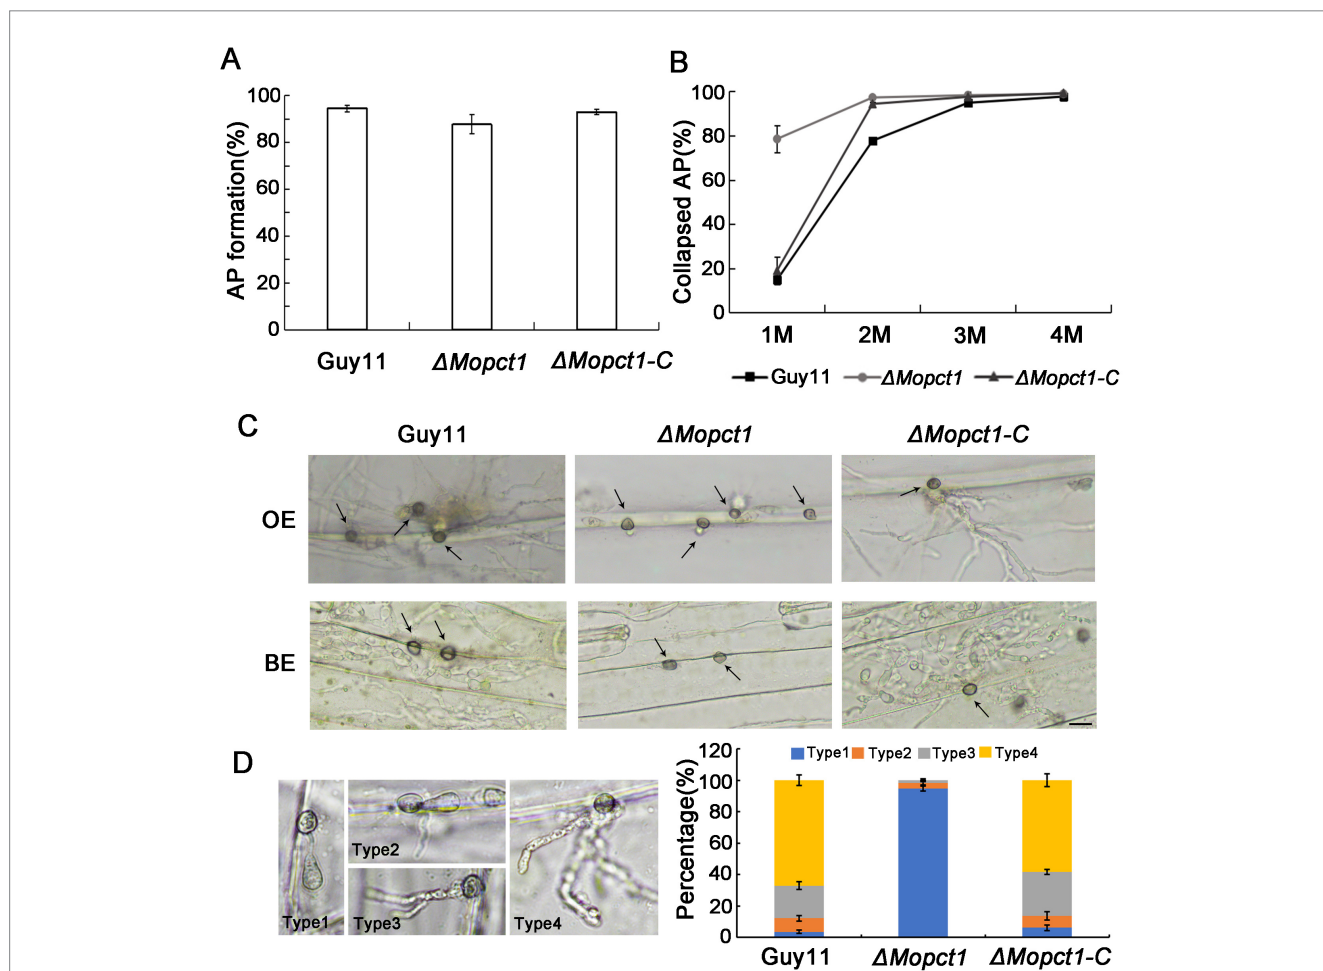 A
AP formation(%)
100
80
60
40
20
0
Guy11 ΔMopct1 ΔMopct1-C
B
Collapsed AP(%)
100
80
60
40
20
0
1M 2M 3M 4M
Guy11 ΔMopct1 ΔMopct1-C
C
Guy11 ΔMopct1 ΔMopct1-C
OE
BE
D
Type1
Type2
Type3
Type4
Percentage(%)
Type1 Type2 Type3 Type4
120
100
80
60
40
20
0
Guy11 ΔMopct1 ΔMopct1-C